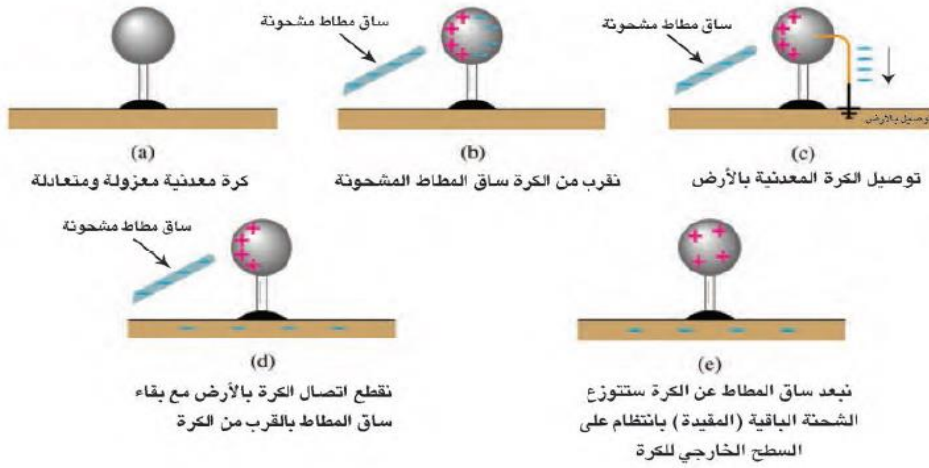 ساق مطاط مشحونة
ساق مطاط مشحونة
(a)
(b)
(c)
توصيل بالأرض
كرة معدنية معزولة ومتعادلة
نقرب من الكرة ساق المطاط المشحونة
توصيل الكرة المعدنية بالأرض
ساق مطاط مشحونة
(d)
(e)
نقطع اتصال الكرة بالأرض مع بقاء
ساق المطاط بالقرب من الكرة
نبعد ساق المطاط عن الكرة ستتوزع
الشحنة الباقية (المقيدة) بانتظام على
السطح الخارجي للكرة